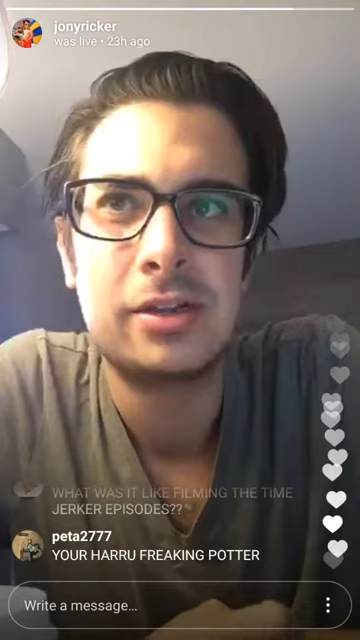 jonyricker
was live • 23h ago
WHAT WAS IT LIKE FILMING THE TIME
JERKER EPISODES??
peta2777
YOUR HARRU FREAKING POTTER
Write a message...